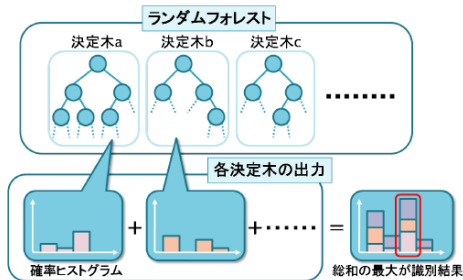 ランダムフォレスト
決定木a
決定木b
決定木c
………
各決定木の出力
+
+……
=
確率ヒストグラム
総和の最大が識別結果